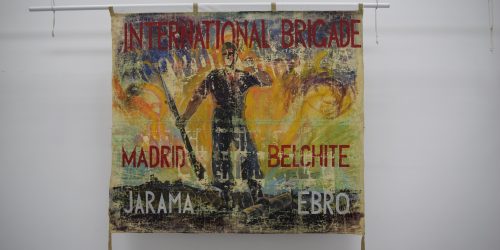 INTERNATIONAL BRIGADE
MADRID BELCHITE
JARAMA EBRO